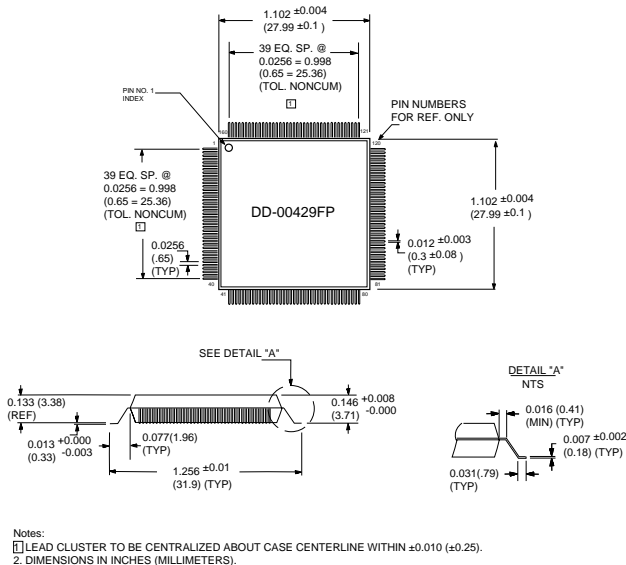 1.102 ±0.004
(27.99 ±0.1 )
39 EQ. SP. @
0.0256 = 0.998
(0.65 = 25.36)
(TOL. NONCUM)
1
PIN NO. 1
INDEX
PIN NUMBERS
FOR REF. ONLY
160
121
1
120
39 EQ. SP. @
0.0256 = 0.998
(0.65 = 25.36)
(TOL. NONCUM)
1
DD-00429FP
1.102 ±0.004
(27.99 ±0.1 )
0.0256
(.65)
(TYP)
0.012 ±0.003
(0.3 ±0.08 )
(TYP)
40
81
41
80
SEE DETAIL "A"
DETAIL "A"
NTS
0.133 (3.38)
(REF)
0.146 +0.008
(3.71) -0.000
0.016 (0.41)
(MIN) (TYP)
0.013 +0.000
(0.33) -0.003
0.077(1.96)
(TYP)
0.007 ±0.002
(0.18) (TYP)
1.256 ±0.01
(31.9) (TYP)
0.031(.79)
(TYP)
Notes:
1 LEAD CLUSTER TO BE CENTRALIZED ABOUT CASE CENTERLINE WITHIN ±0.010 (±0.25).
2. DIMENSIONS IN INCHES (MILLIMETERS).